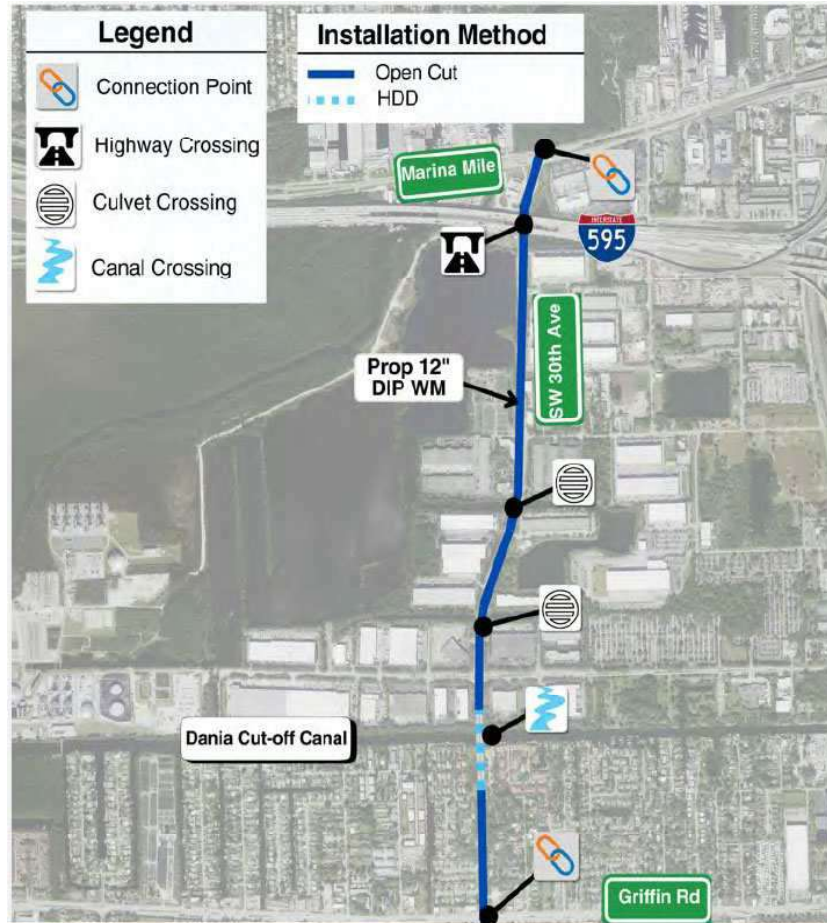 Legend
Connection Point
Highway Crossing
Culvet Crossing
Canal Crossing
Installation Method
Open Cut
HDD
Marina Mile
INTERSTATE
595
SW 30th Ave
Prop 12"
DIP WM
Dania Cut-off Canal
Griffin Rd